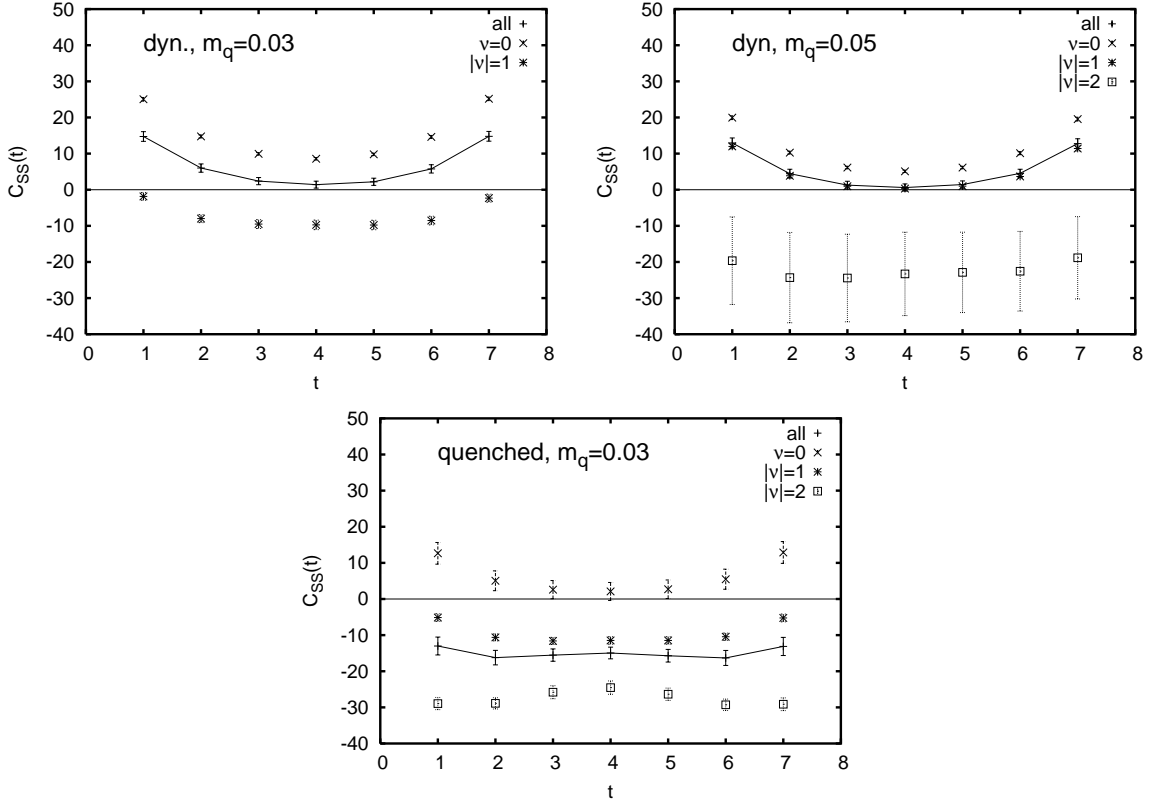 dyn., m_q=0.03
all +
ν=0 ×
|ν|=1 ∗
50
40
30
20
10
0
-10
-20
-30
-40
C_SS(t)
0 1 2 3 4 5 6 7 8
t
dyn, m_q=0.05
all +
ν=0 ×
|ν|=1 ∗
|ν|=2 ⊡
50
40
30
20
10
0
-10
-20
-30
-40
C_SS(t)
0 1 2 3 4 5 6 7 8
t
quenched, m_q=0.03
all +
ν=0 ×
|ν|=1 ∗
|ν|=2 ⊡
50
40
30
20
10
0
-10
-20
-30
-40
C_SS(t)
0 1 2 3 4 5 6 7 8
t